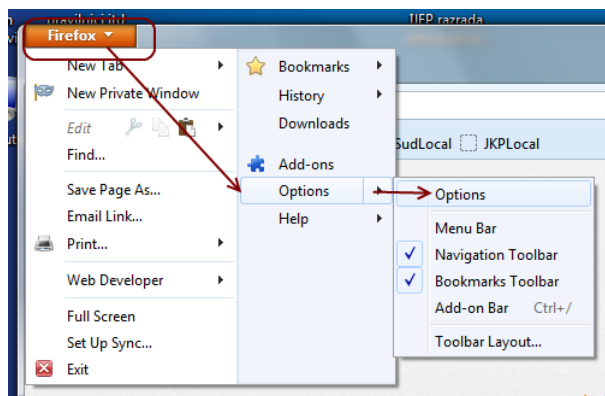 UEP razrada
Firefox
New Tab
New Private Window
Edit
Find...
Save Page As...
Email Link...
Print...
Web Developer
Full Screen
Set Up Sync...
Exit
Bookmarks
History
Downloads
Add-ons
Options
Help
SudLocal JKPLocal
Options
Menu Bar
Navigation Toolbar
Bookmarks Toolbar
Add-on Bar Ctrl+/
Toolbar Layout...